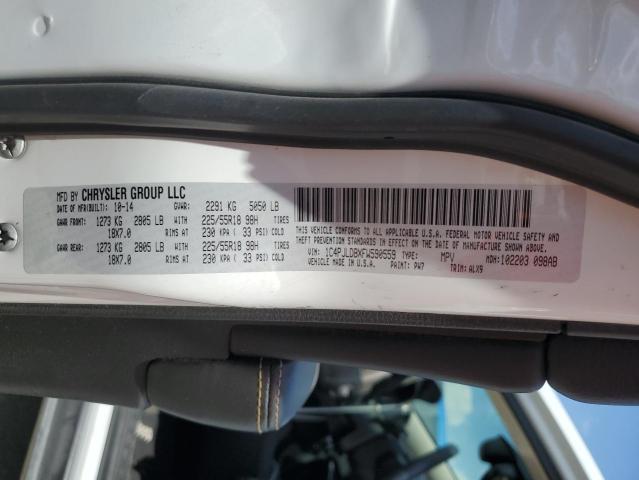 MFD BY CHRYSLER GROUP LLC
DATE OF MFR(BUILT): 10-14 GVWR: 2291 KG 5050 LB
GAWR FRONT: 1273 KG 2805 LB WITH 225/55R18 98H TIRES
18X7.0 RIMS AT 230 KPA ( 33 PSI) COLD
GAWR REAR: 1273 KG 2805 LB WITH 225/55R18 98H TIRES
18X7.0 RIMS AT 230 KPA ( 33 PSI) COLD
THIS VEHICLE CONFORMS TO ALL APPLICABLE U.S.A. FEDERAL MOTOR VEHICLE SAFETY,
BUMPER, AND THEFT PREVENTION STANDARDS IN EFFECT ON THE DATE OF MANUFACTURE SHOWN ABOVE.
VIN: 1C4PJLDBXFW590559 TYPE: MPV MDH: 102203 098AB
VEHICLE MADE IN U.S.A. PAINT: PW7 TRIM: ALX9